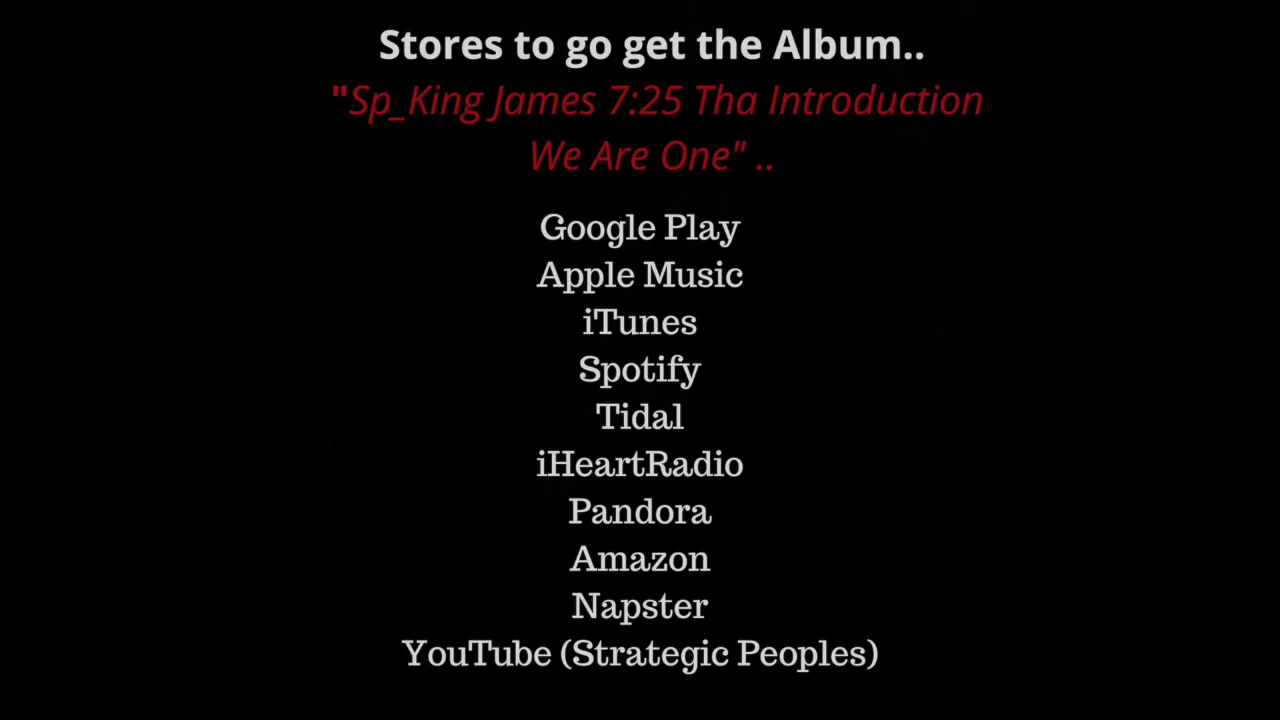 Stores to go get the Album..
"Sp_King James 7:25 Tha Introduction
We Are One" ..
Google Play
Apple Music
iTunes
Spotify
Tidal
iHeartRadio
Pandora
Amazon
Napster
YouTube (Strategic Peoples)